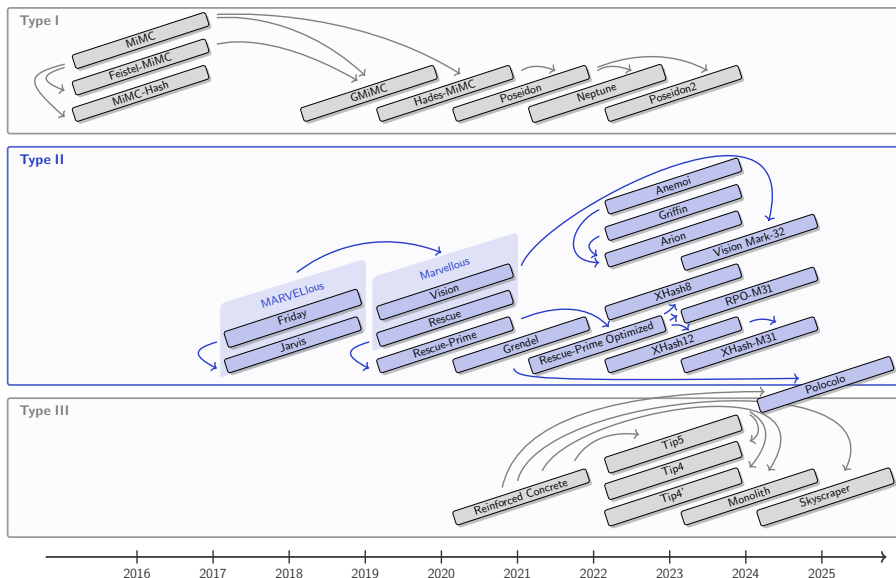 Type I
MiMC
Feistel-MiMC
MiMC-Hash
GMiMC
Hades-MiMC
Poseidon
Neptune
Poseidon2
Type II
MARVELlous
Friday
Jarvis
Marvellous
Vision
Rescue
Rescue-Prime
Grendel
Rescue-Prime Optimized
Anemoi
Griffin
Arion
Vision Mark-32
XHash8
RPO-M31
XHash12
XHash-M31
Polocolo
Type III
Reinforced Concrete
Tip5
Tip4
Tip4'
Monolith
Skyscraper
2016 2017 2018 2019 2020 2021 2022 2023 2024 2025